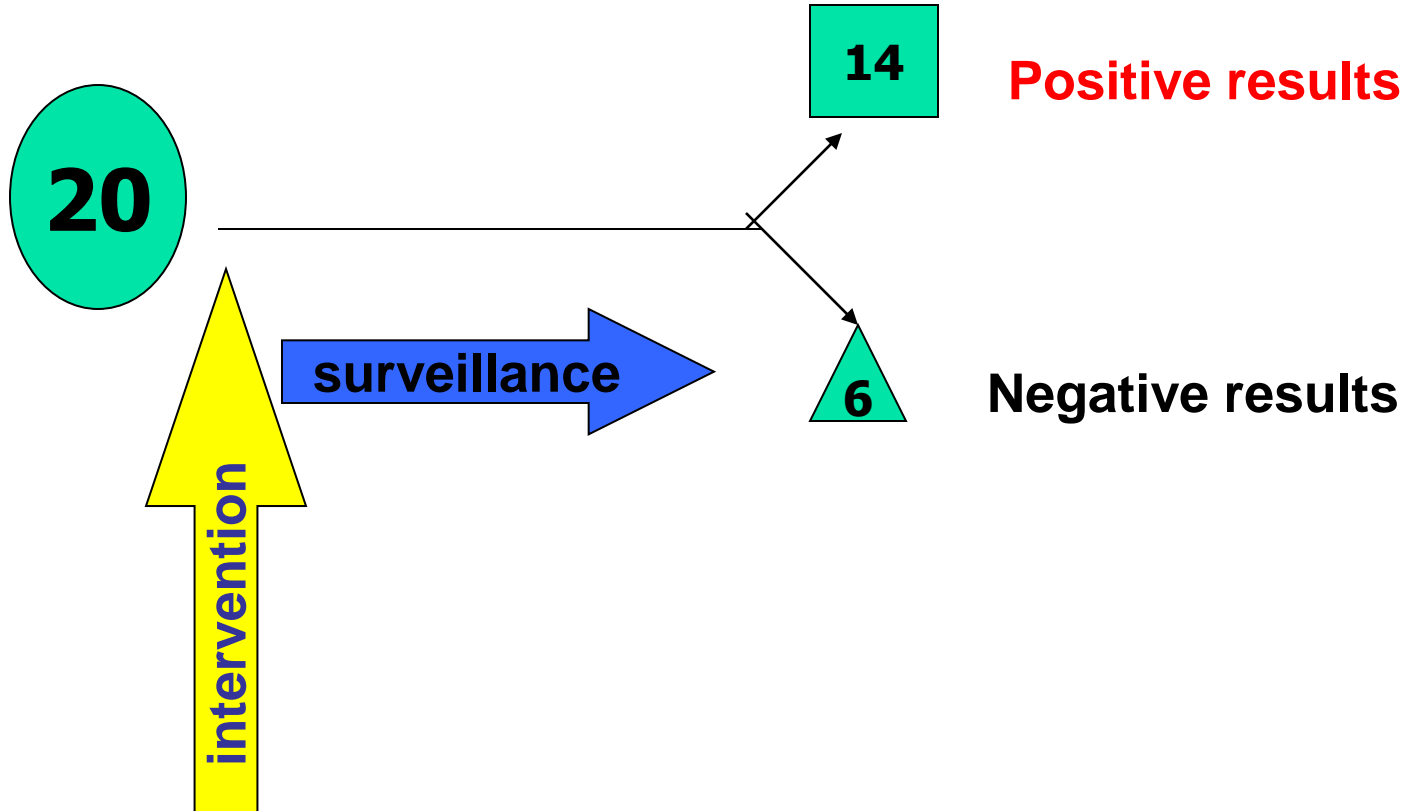 14
Positive results
20
surveillance
6
Negative results
intervention